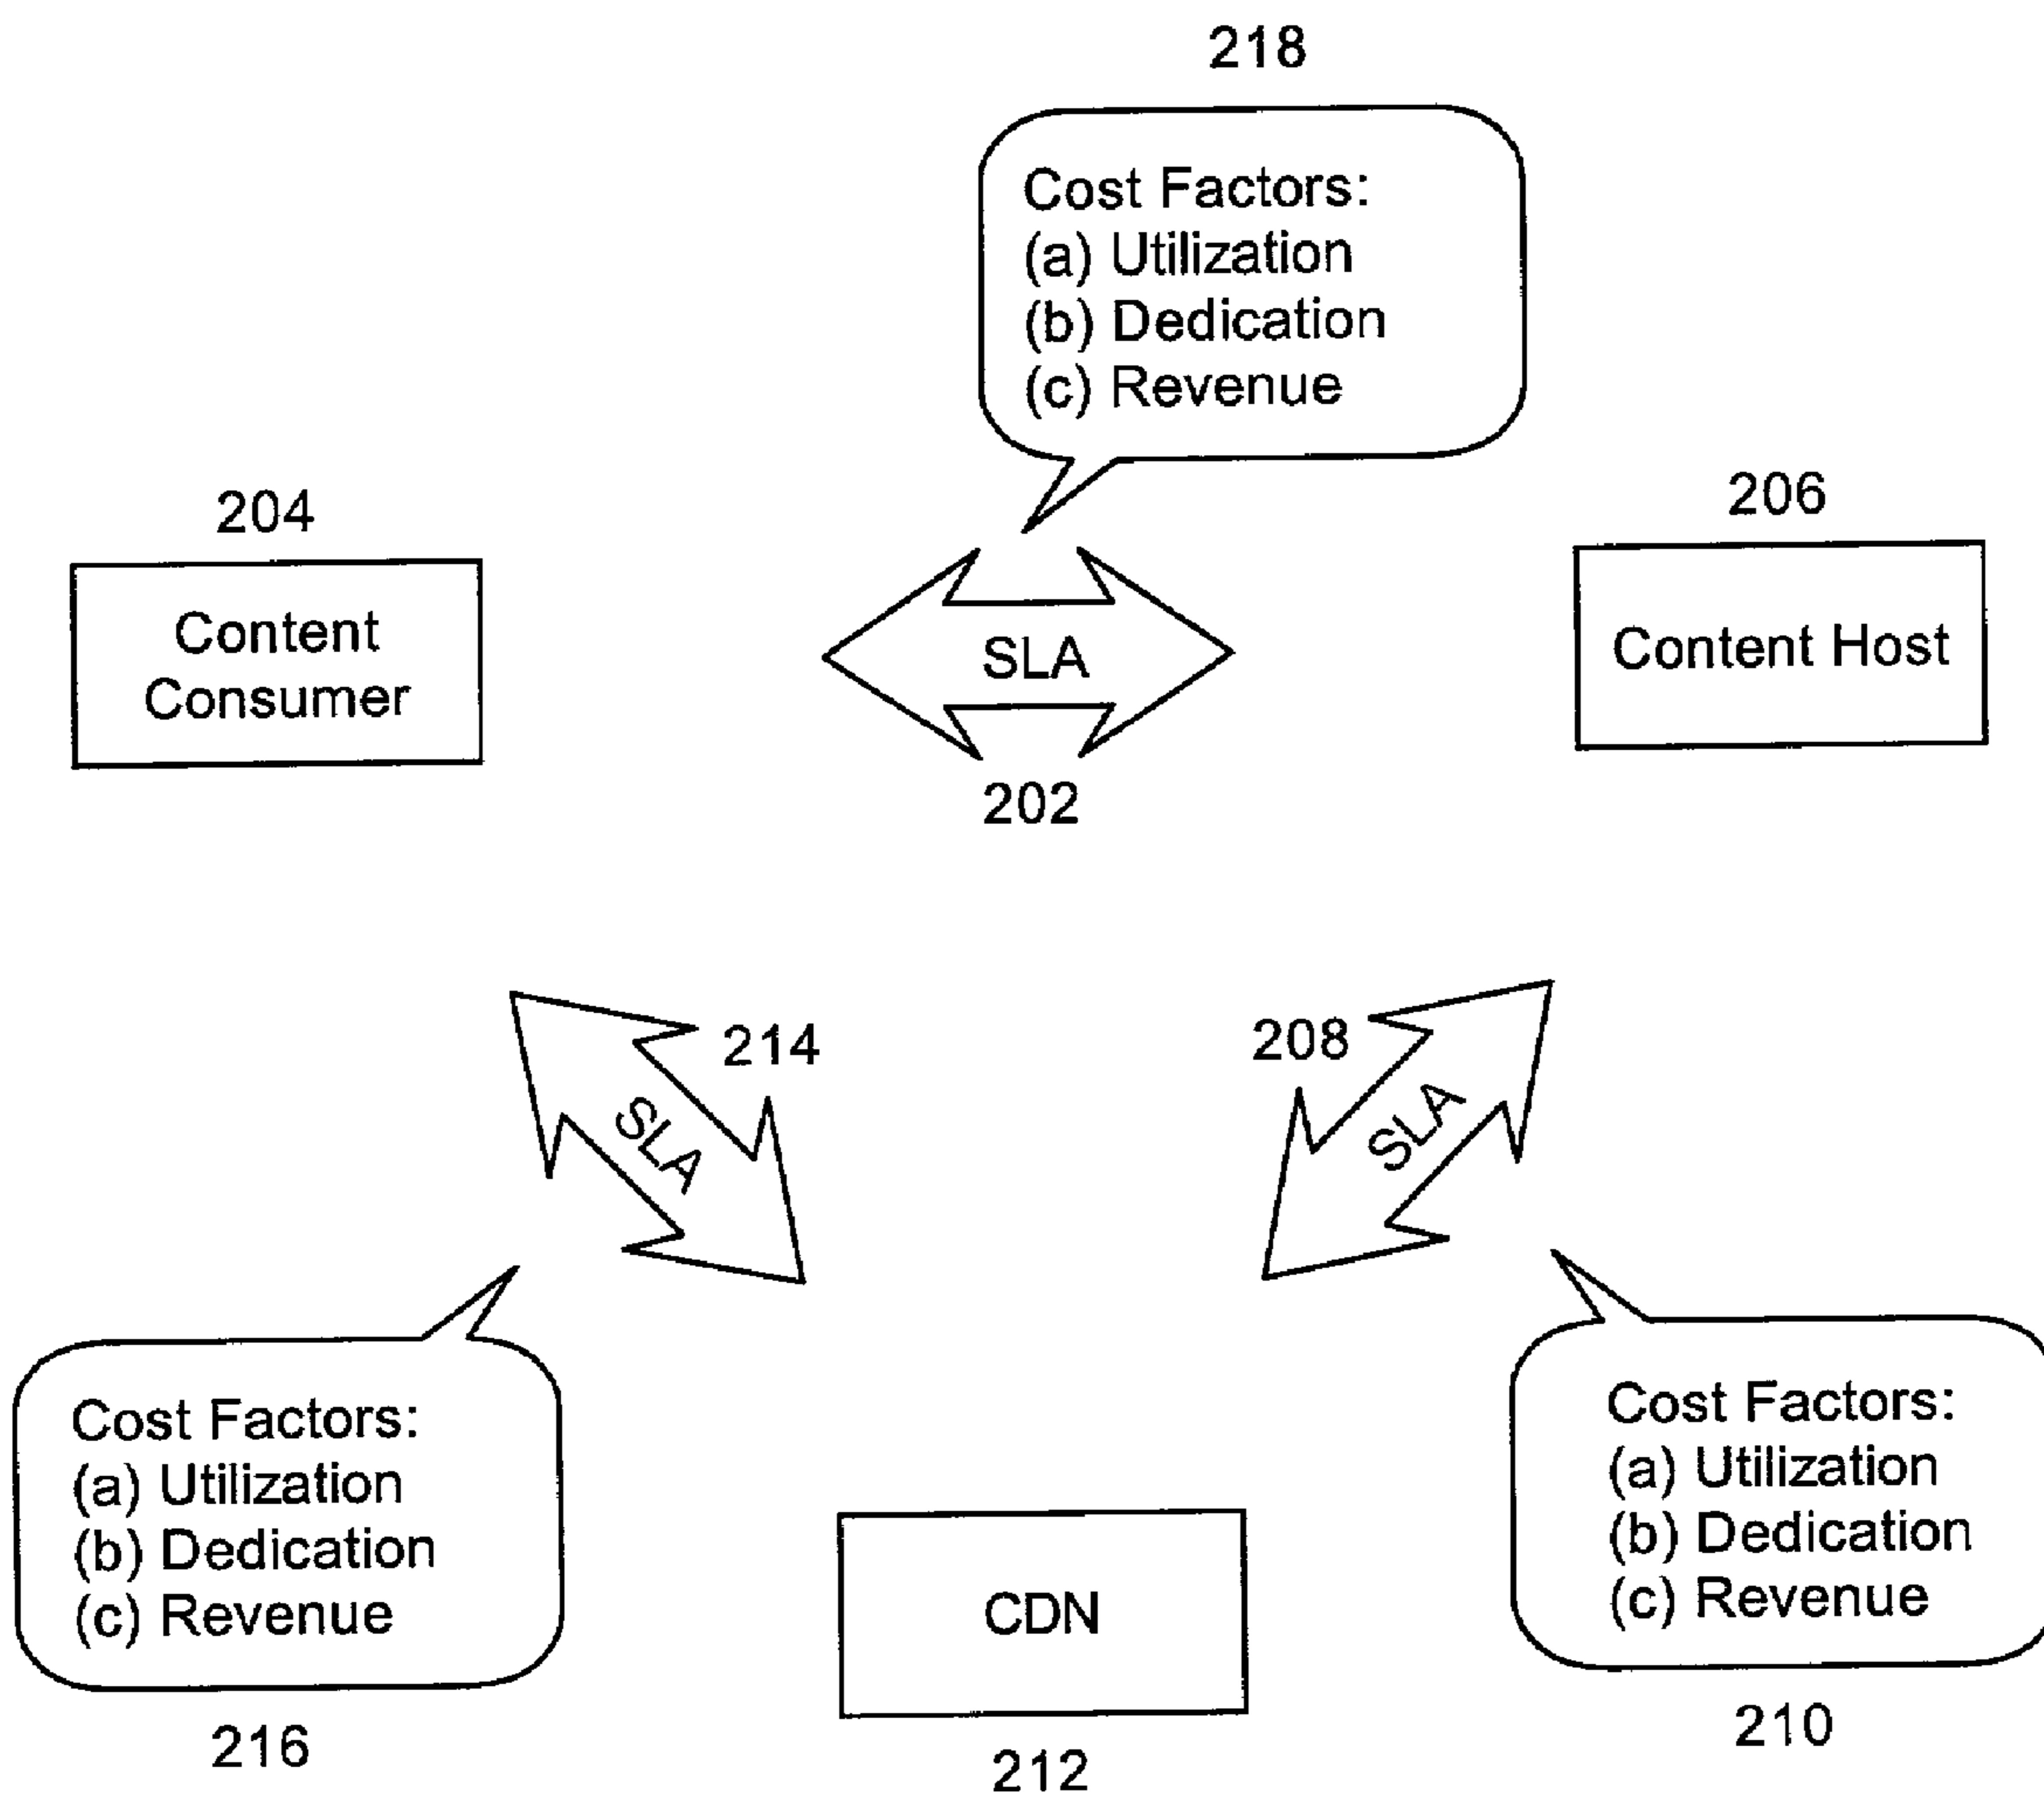 218
Cost Factors:
(a) Utilization
(b) Dedication
(c) Revenue
204
206
Content
Consumer
SLA
Content Host
202
214
208
SLA
SLA
Cost Factors:
(a) Utilization
(b) Dedication
(c) Revenue
216
CDN
212
Cost Factors:
(a) Utilization
(b) Dedication
(c) Revenue
210